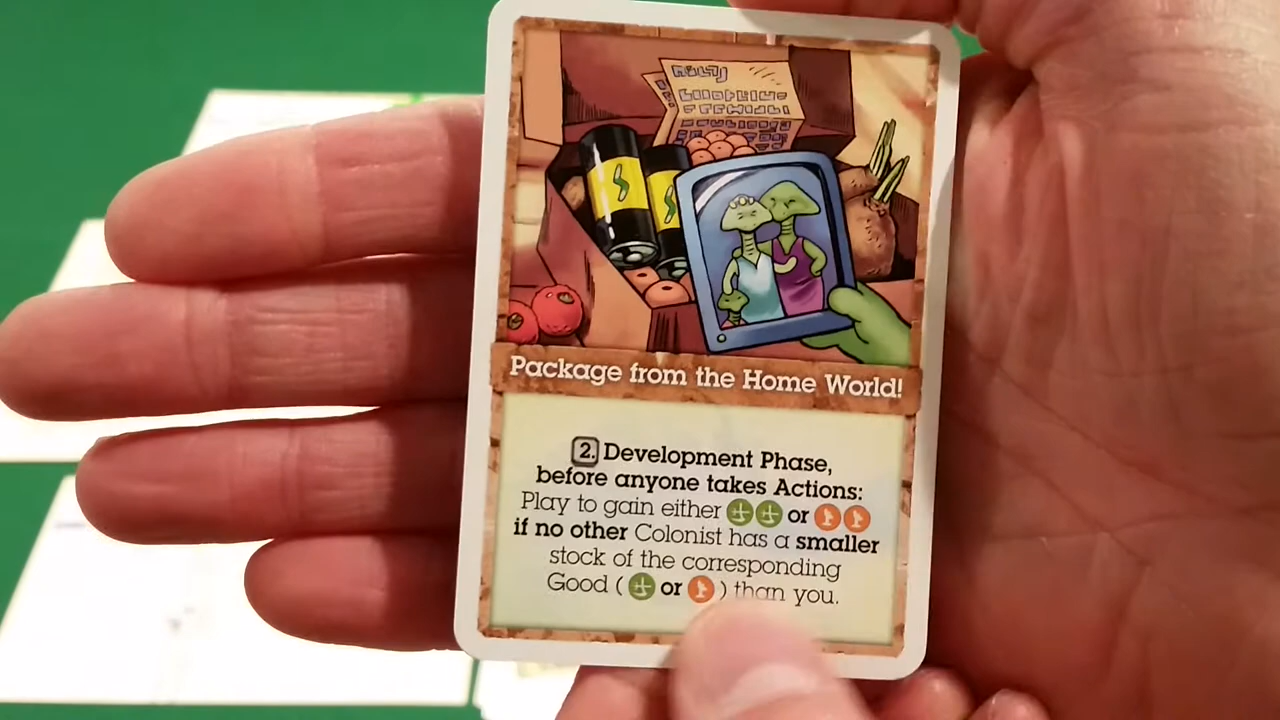 Package from the Home World!
2. Development Phase,
before anyone takes Actions:
Play to gain either or
if no other Colonist has a smaller
stock of the corresponding
Good ( or ) than you.